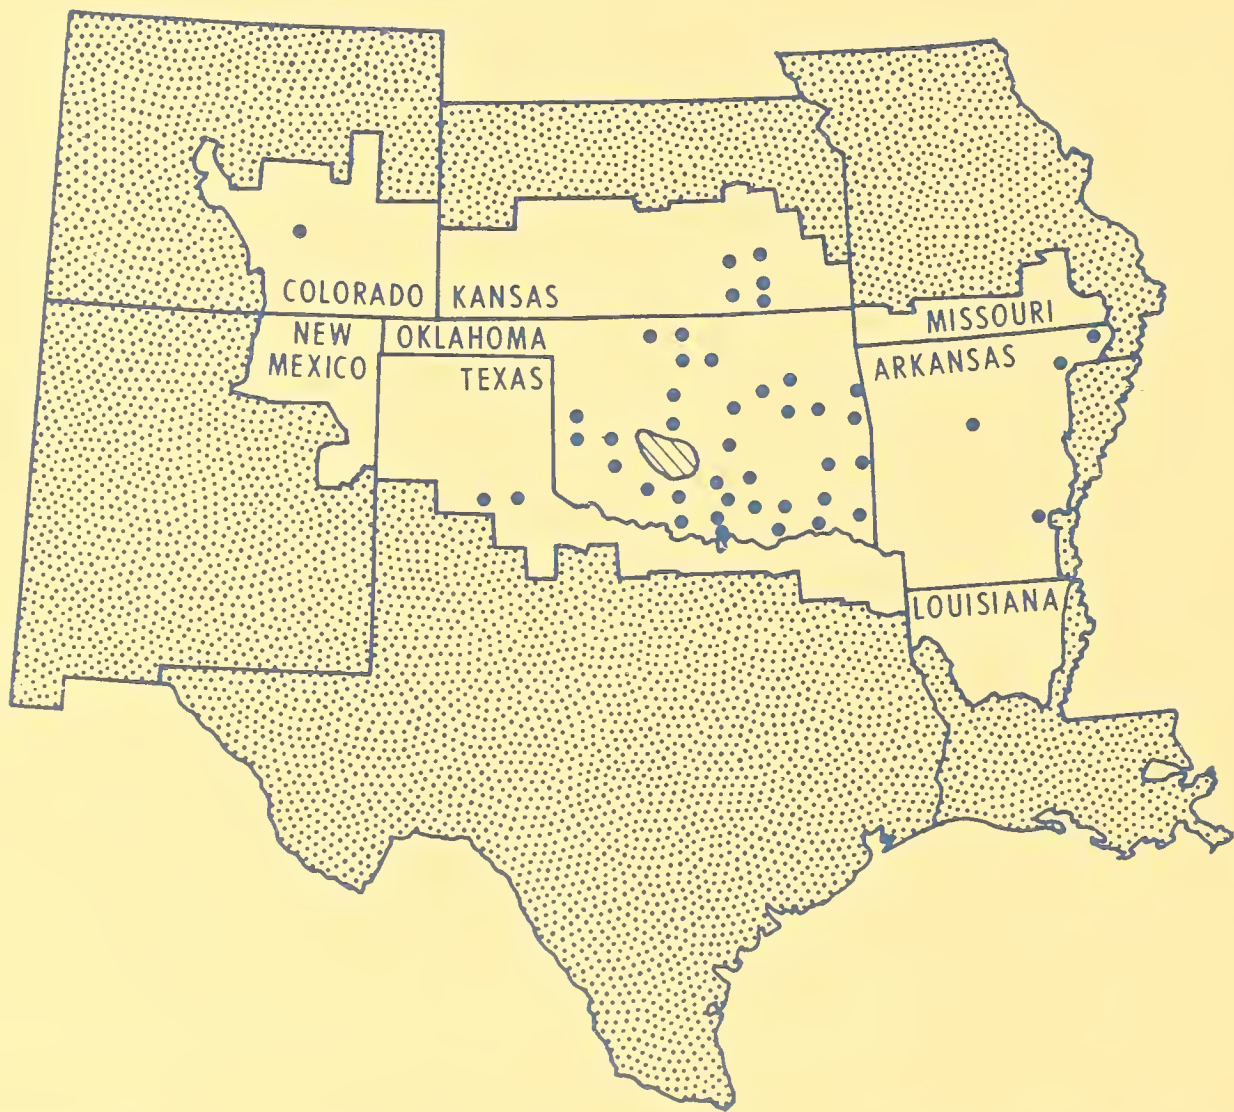 COLORADO
KANSAS
NEW
MEXICO
OKLAHOMA
TEXAS
MISSOURI
ARKANSAS
LOUISIANA